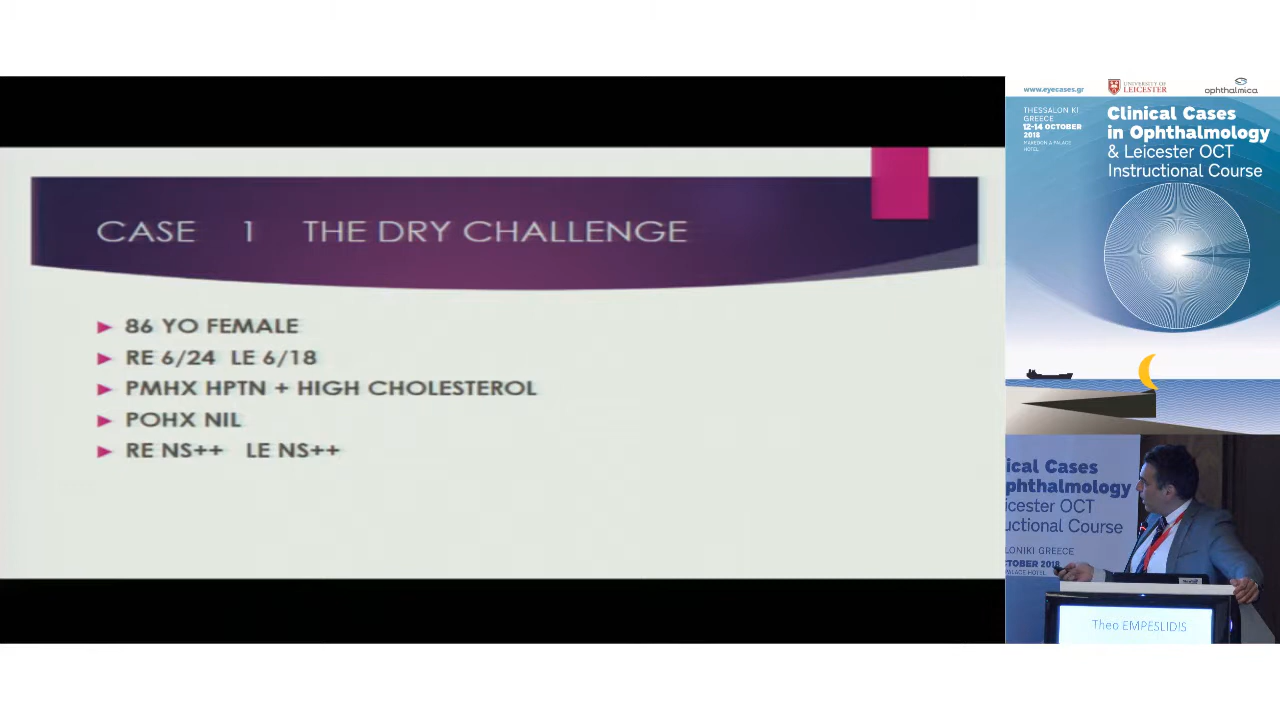 CASE 1 THE DRY CHALLENGE
86 YO FEMALE
RE 6/24 LE 6/18
PMHX HPTN + HIGH CHOLESTEROL
POHX NIL
RE NS++ LE NS++
www.eyecases.gr
UNIVERSITY OF
LEICESTER
ophthalmica
THESSALONIKI
GREECE
12-14 OCTOBER
2018
MAKEDONIA PALACE
HOTEL
Clinical Cases
in Ophthalmology
& Leicester OCT
Instructional Course
ical Cases
phthalmology
icester OCT
uctional Course
LONIKI GREECE
TOBER 2018
PALACE HOTEL
Theo EMPESLIDIS